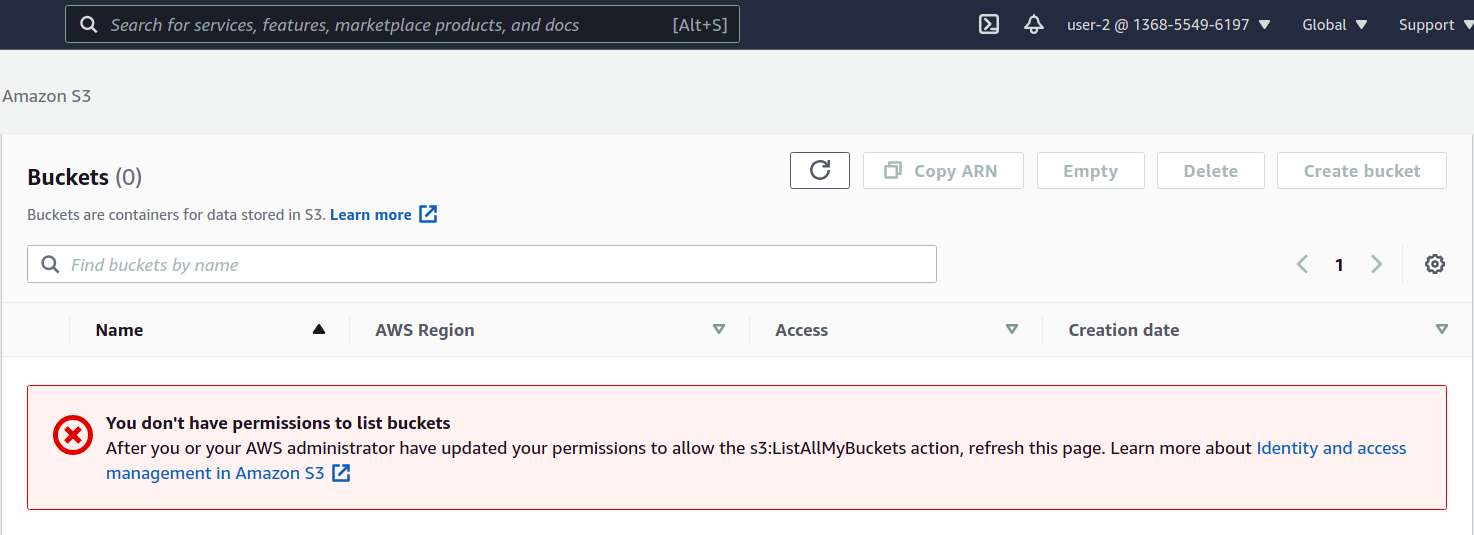 Search for services, features, marketplace products, and docs [Alt+S] user-2 @ 1368-5549-6197 Global Support
Amazon S3
Buckets (0) Copy ARN Empty Delete Create bucket
Buckets are containers for data stored in S3. Learn more
Find buckets by name 1
Name AWS Region Access Creation date
You don't have permissions to list buckets
After you or your AWS administrator have updated your permissions to allow the s3:ListAllMyBuckets action, refresh this page. Learn more about Identity and access
management in Amazon S3